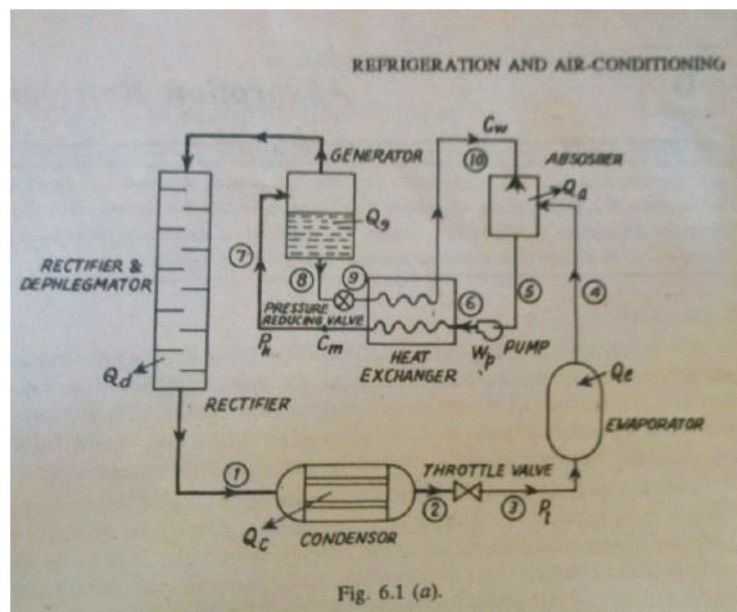 REFRIGERATION AND AIR-CONDITIONING
GENERATOR
Cw
10
ABSOSBER
Qa
Qg
7
8
9
RECTIFIER &
DEPHLEGMATOR
PRESSURE
REDUCING VALVE
6
5
4
Ph
Cm
HEAT
EXCHANGER
Wp
PUMP
Qd
RECTIFIER
Qe
EVAPORATOR
1
THROTTLE VALVE
2
3
Pl
Qc
CONDENSOR
Fig. 6.1 (a).